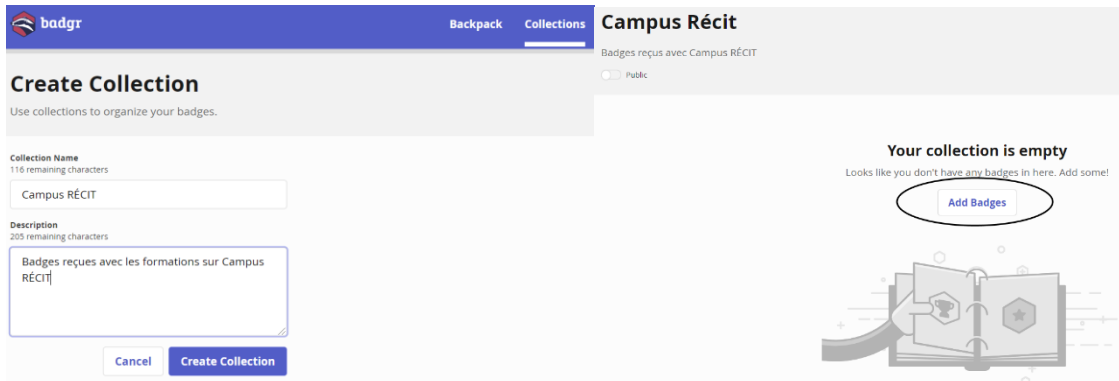 badgr
Backpack
Collections
Create Collection
Use collections to organize your badges.
Collection Name
116 remaining characters
Campus RÉCIT
Description
205 remaining characters
Badges reçues avec les formations sur Campus
RÉCIT
Cancel
Create Collection
Campus Récit
Badges reçus avec Campus RÉCIT
Public
Your collection is empty
Looks like you don't have any badges in here. Add some!
Add Badges